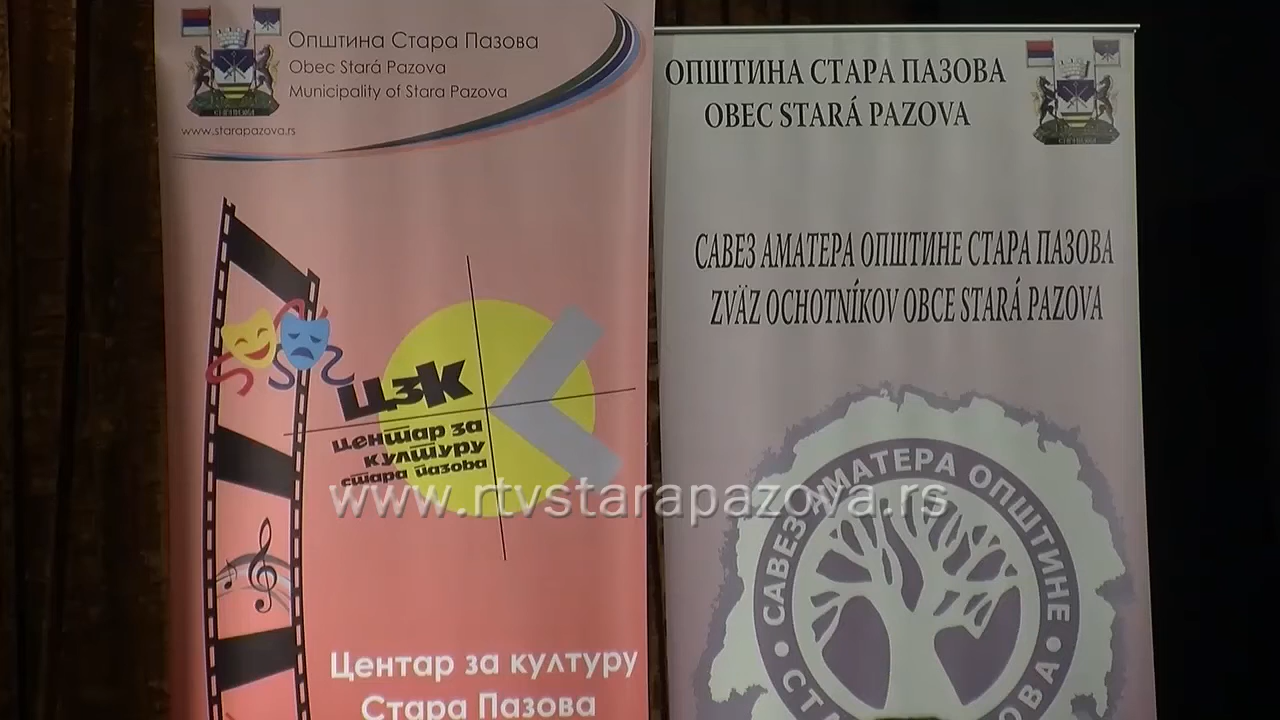 Општина Стара Пазова
Obec Stará Pazova
Municipality of Stara Pazova
www.starapazova.rs
ЦЗК
центар за
културу
стара пазова
Центар за културу
Стара Пазова
ОПШТИНА СТАРА ПАЗОВА
OBEC STARÁ PAZOVA
САВЕЗ АМАТЕРА ОПШТИНЕ СТАРА ПАЗОВА
ZVÄZ OCHOTNÍKOV OBCE STARÁ PAZOVA
САВЕЗ АМАТЕРА ОПШТИНЕ
www.rtvstarapazova.rs